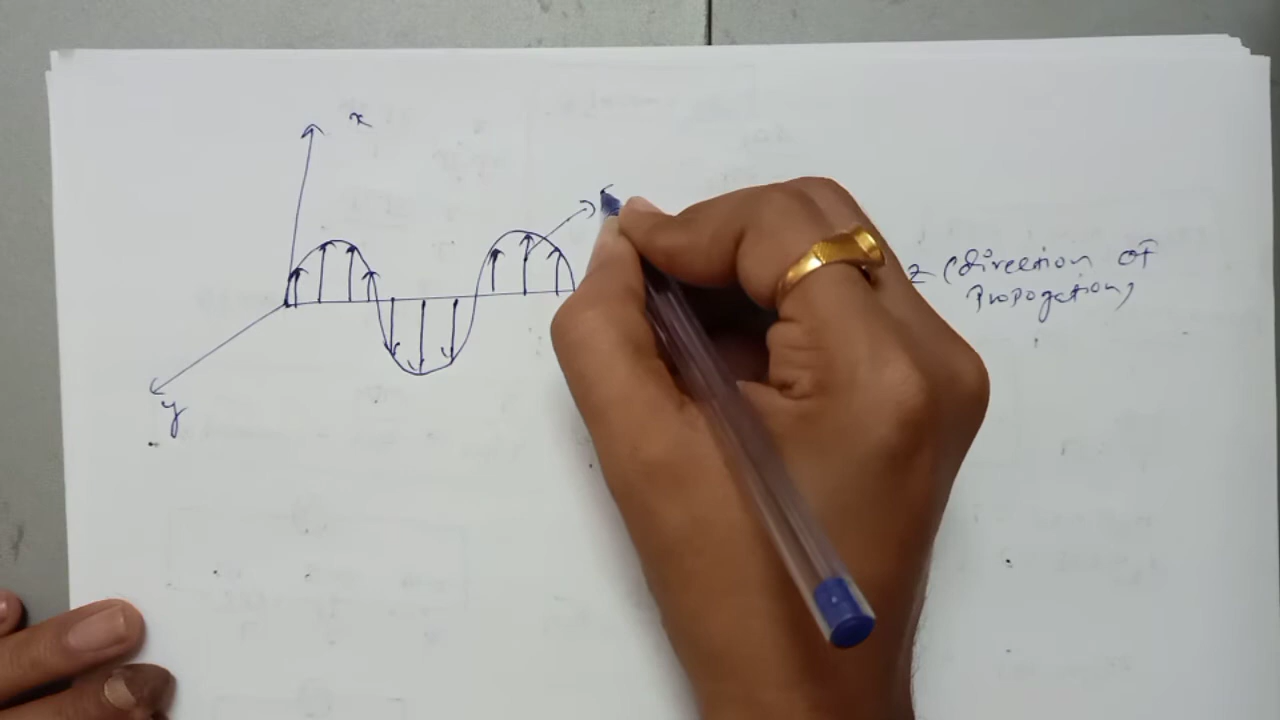 x
z (direction of
propogation)
y